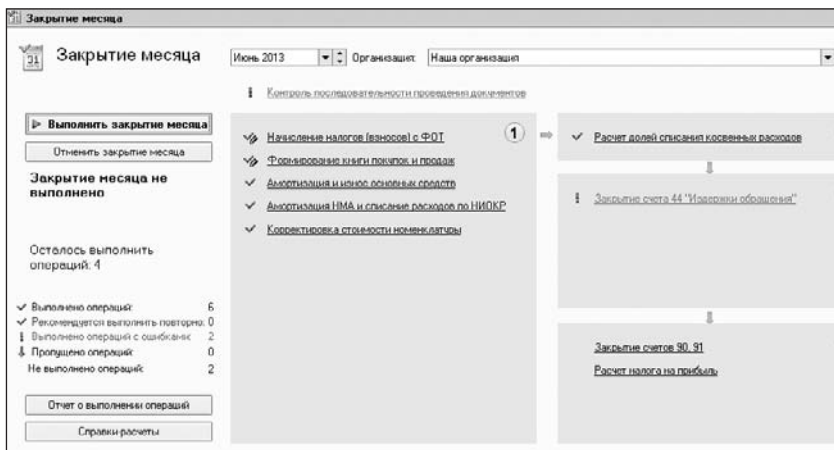 Закрытие месяца
Закрытие месяца
Июнь 2013
Организация:
Наша организация
Контроль последовательности проведения документов
Выполнить закрытие месяца
Отменить закрытие месяца
Закрытие месяца не
выполнено
Осталось выполнить
операций: 4
Выполнено операций: 6
Рекомендуется выполнить повторно: 0
Выполнено операций с ошибками: 2
Пропущено операций: 0
Не выполнено операций: 2
Отчет о выполнении операций
Справки-расчеты
1
Начисление налогов (взносов) с ФОТ
Формирование книги покупок и продаж
Амортизация и износ основных средств
Амортизация НМА и списание расходов по НИОКР
Корректировка стоимости номенклатуры
Расчет долей списания косвенных расходов
Закрытие счета 44 "Издержки обращения"
Закрытие счетов 90, 91
Расчет налога на прибыль